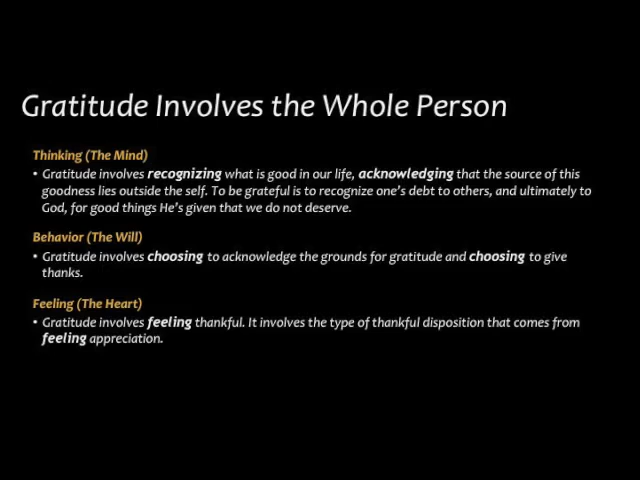 Gratitude Involves the Whole Person
Thinking (The Mind)
• Gratitude involves recognizing what is good in our life, acknowledging that the source of this
goodness lies outside the self. To be grateful is to recognize one's debt to others, and ultimately to
God, for good things He's given that we do not deserve.
Behavior (The Will)
• Gratitude involves choosing to acknowledge the grounds for gratitude and choosing to give
thanks.
Feeling (The Heart)
• Gratitude involves feeling thankful. It involves the type of thankful disposition that comes from
feeling appreciation.